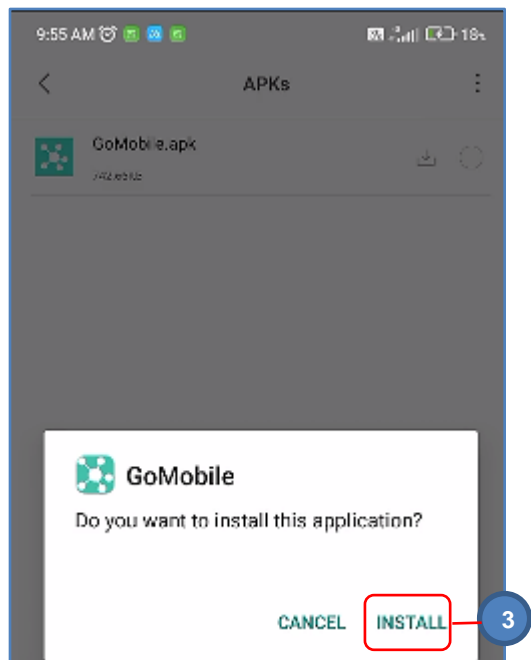 9:55 AM 18%
APKs
GoMobile.apk
GoMobile
Do you want to install this application?
CANCEL INSTALL 3